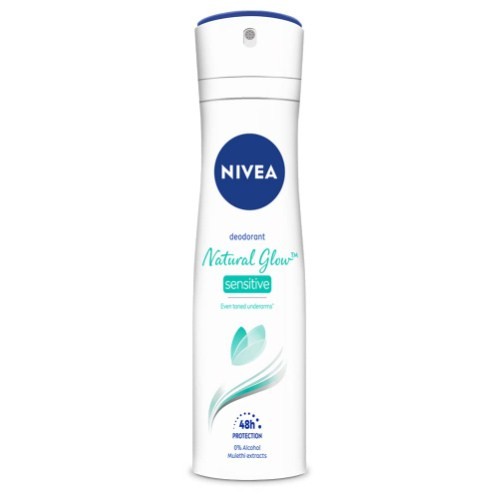 NIVEA
deodorant
Natural Glow™
sensitive
Even toned underarms*
48h
PROTECTION
0% Alcohol
Mulethi extracts